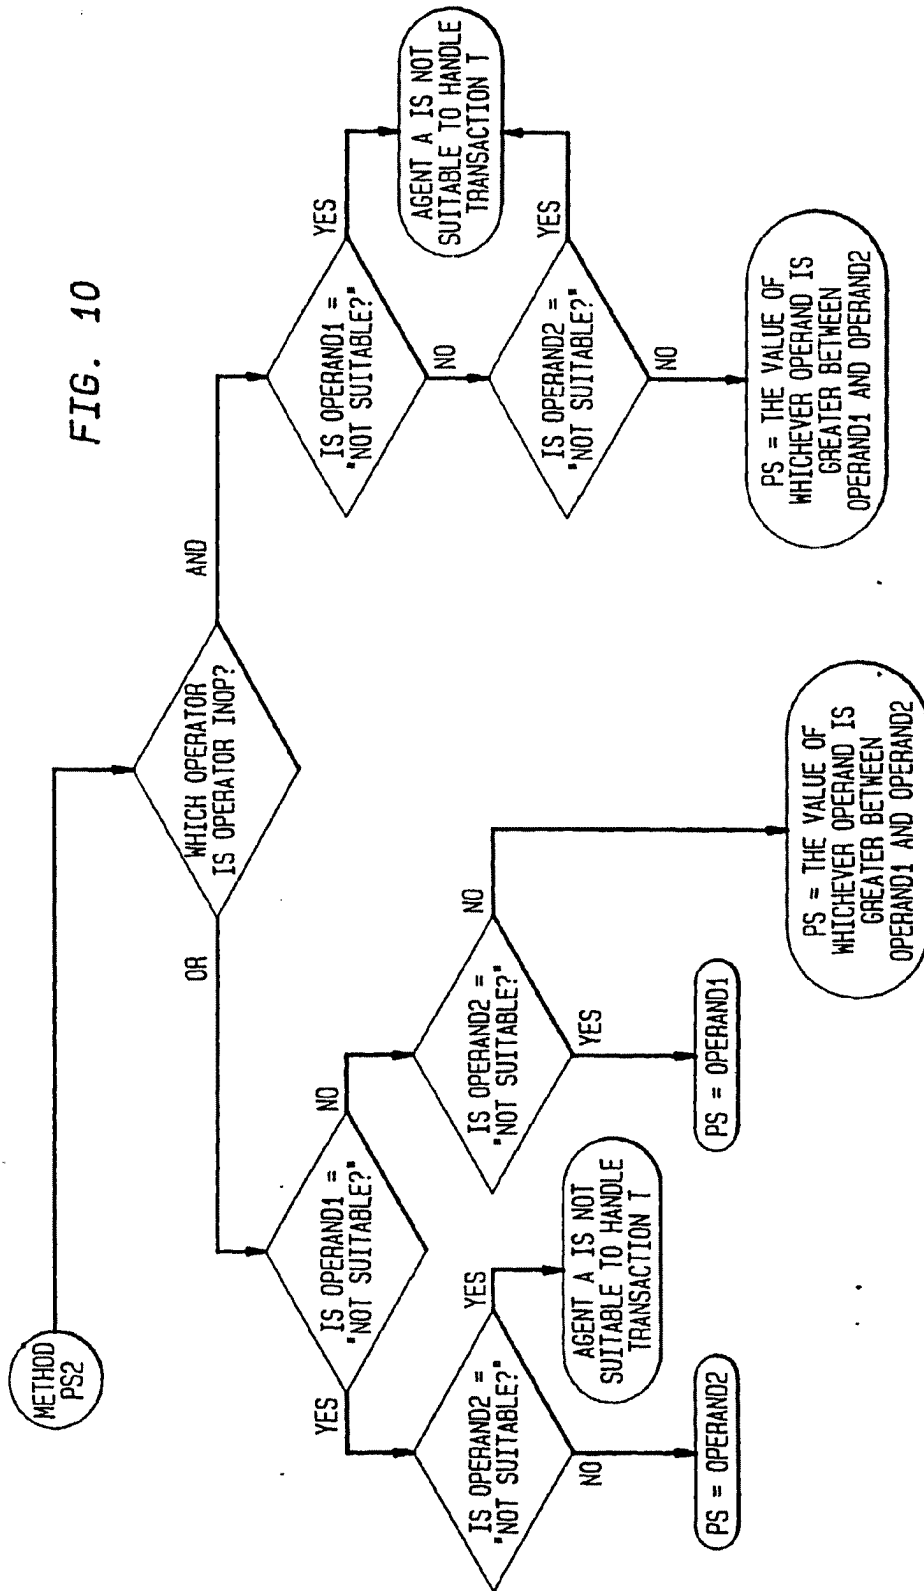 FIG. 10
METHOD
PS2
WHICH OPERATOR
IS OPERATOR INOP?
OR
AND
IS OPERAND1 =
"NOT SUITABLE?"
YES
NO
IS OPERAND2 =
"NOT SUITABLE?"
YES
NO
AGENT A IS NOT
SUITABLE TO HANDLE
TRANSACTION T
PS = OPERAND2
IS OPERAND2 =
"NOT SUITABLE?"
NO
YES
PS = OPERAND1
PS = THE VALUE OF
WHICHEVER OPERAND IS
GREATER BETWEEN
OPERAND1 AND OPERAND2
IS OPERAND1 =
"NOT SUITABLE?"
YES
NO
AGENT A IS NOT
SUITABLE TO HANDLE
TRANSACTION T
IS OPERAND2 =
"NOT SUITABLE?"
YES
NO
PS = THE VALUE OF
WHICHEVER OPERAND IS
GREATER BETWEEN
OPERAND1 AND OPERAND2